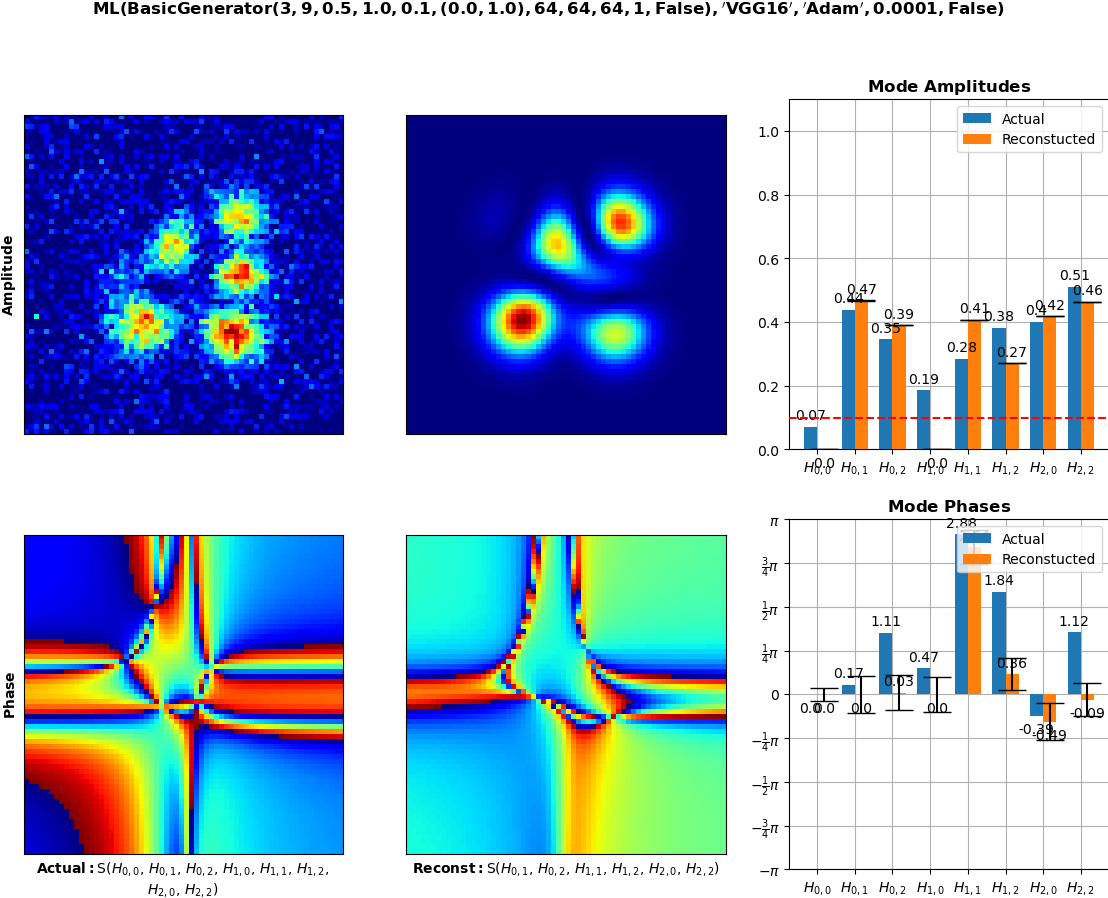 ML(BasicGenerator(3, 9, 0.5, 1.0, 0.1, (0.0, 1.0), 64, 64, 64, 1, False), 'VGG16', 'Adam', 0.0001, False)
Amplitude
Mode Amplitudes
Actual
Reconstucted
1.0
0.8
0.6
0.4
0.2
0.0
0.07
0.0
0.44
0.47
0.35
0.39
0.19
0.0
0.28
0.41
0.38
0.27
0.4
0.42
0.51
0.46
H0,0 H0,1 H0,2 H1,0 H1,1 H1,2 H2,0 H2,2
Phase
Mode Phases
Actual
Reconstucted
π
3/4π
1/2π
1/4π
0
−1/4π
−1/2π
−3/4π
−π
0.0
0.0
0.17
0.0
1.11
0.03
0.47
0.0
2.88
1.84
0.36
-0.39
-0.49
1.12
-0.09
H0,0 H0,1 H0,2 H1,0 H1,1 H1,2 H2,0 H2,2
Actual: S(H0,0, H0,1, H0,2, H1,0, H1,1, H1,2,
H2,0, H2,2)
Reconst: S(H0,1, H0,2, H1,1, H1,2, H2,0, H2,2)